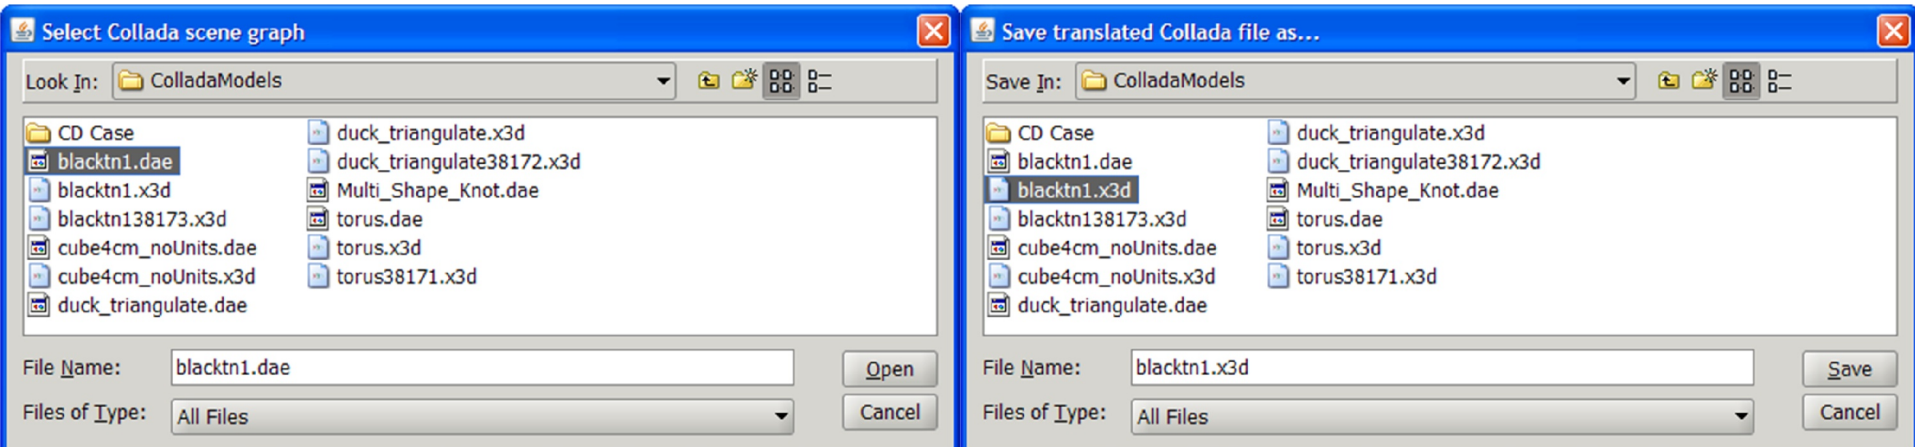 Select Collada scene graph
Look In: ColladaModels
CD Case
blacktn1.dae
blacktn1.x3d
blacktn138173.x3d
cube4cm_noUnits.dae
cube4cm_noUnits.x3d
duck_triangulate.dae
duck_triangulate.x3d
duck_triangulate38172.x3d
Multi_Shape_Knot.dae
torus.dae
torus.x3d
torus38171.x3d
File Name: blacktn1.dae Open
Files of Type: All Files Cancel
Save translated Collada file as...
Save In: ColladaModels
CD Case
blacktn1.dae
blacktn1.x3d
blacktn138173.x3d
cube4cm_noUnits.dae
cube4cm_noUnits.x3d
duck_triangulate.dae
duck_triangulate.x3d
duck_triangulate38172.x3d
Multi_Shape_Knot.dae
torus.dae
torus.x3d
torus38171.x3d
File Name: blacktn1.x3d Save
Files of Type: All Files Cancel